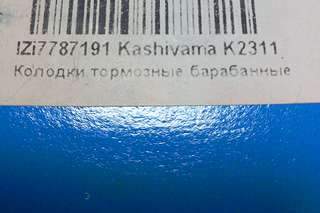 IZi7787191 Kashiyama K2311
Колодки тормозные барабанные